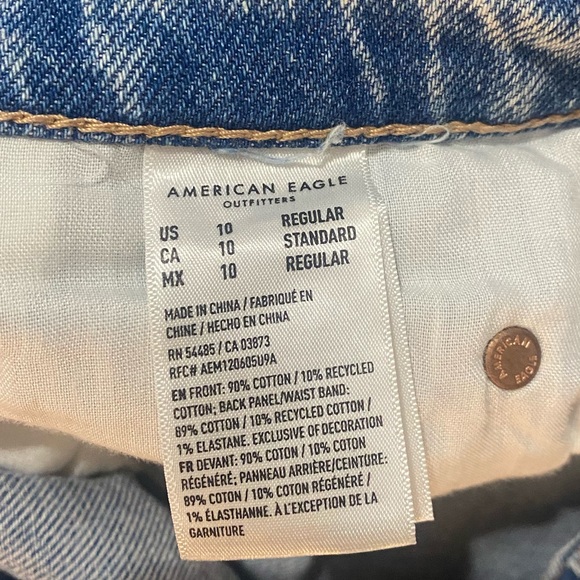 AMERICAN EAGLE
OUTFITTERS
US 10 REGULAR
CA 10 STANDARD
MX 10 REGULAR
MADE IN CHINA / FABRIQUÉ EN
CHINE / HECHO EN CHINA
RN 54485 / CA 03873
RFC# AEM120605U9A
EN FRONT: 90% COTTON / 10% RECYCLED
COTTON; BACK PANEL/WAIST BAND:
89% COTTON / 10% RECYCLED COTTON /
1% ELASTANE. EXCLUSIVE OF DECORATION
FR DEVANT: 90% COTON / 10% COTON
RÉGÉNÉRÉ; PANNEAU ARRIÈRE/CEINTURE:
89% COTON / 10% COTON RÉGÉNÉRÉ /
1% ÉLASTHANNE. À L'EXCEPTION DE LA
GARNITURE
AMERICAN
EAGLE